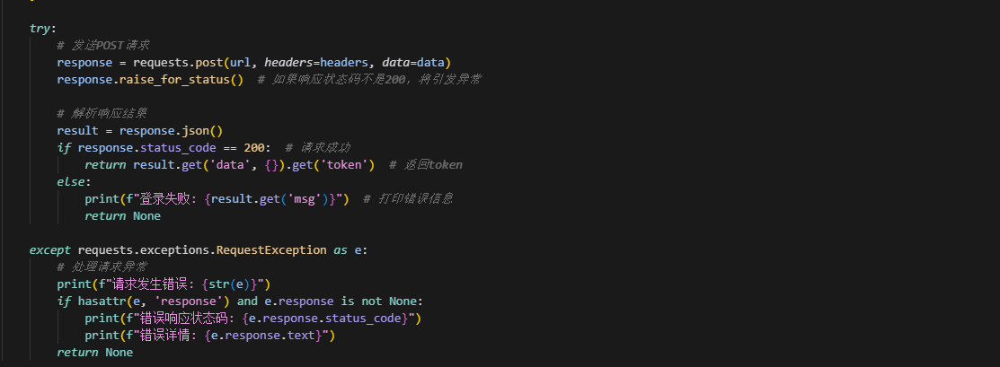 try:
# 发送POST请求
response = requests.post(url, headers=headers, data=data)
response.raise_for_status()  # 如果响应状态码不是200，将引发异常
# 解析响应结果
result = response.json()
if response.status_code == 200:  # 请求成功
return result.get('data', {}).get('token')  # 返回token
else:
print(f"登录失败: {result.get('msg')}")  # 打印错误信息
return None
except requests.exceptions.RequestException as e:
# 处理请求异常
print(f"请求发生错误: {str(e)}")
if hasattr(e, 'response') and e.response is not None:
print(f"错误响应状态码: {e.response.status_code}")
print(f"错误详情: {e.response.text}")
return None